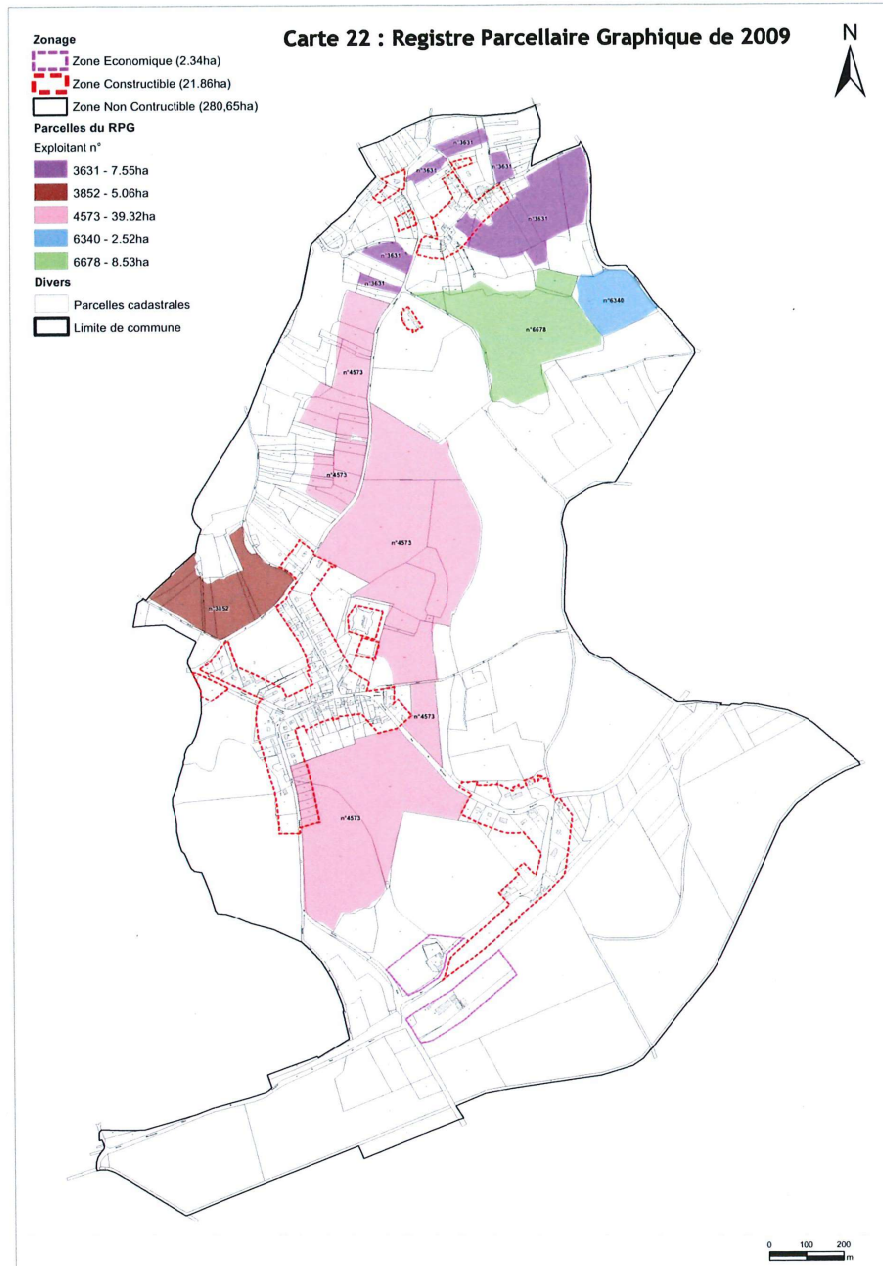 Carte 22 : Registre Parcellaire Graphique de 2009
N
Zonage
Zone Economique (2.34ha)
Zone Constructible (21.86ha)
Zone Non Contructible (280,65ha)
Parcelles du RPG
Exploitant n°
3631 - 7.55ha
3852 - 5.06ha
4573 - 39.32ha
6340 - 2.52ha
6678 - 8.53ha
Divers
Parcelles cadastrales
Limite de commune
n°3631
n°3631
n°3631
n°3631
n°3631
n°3631
n°6340
n°6678
n°4573
n°4573
n°4573
n°3852
n°4573
n°4573
0 100 200
m